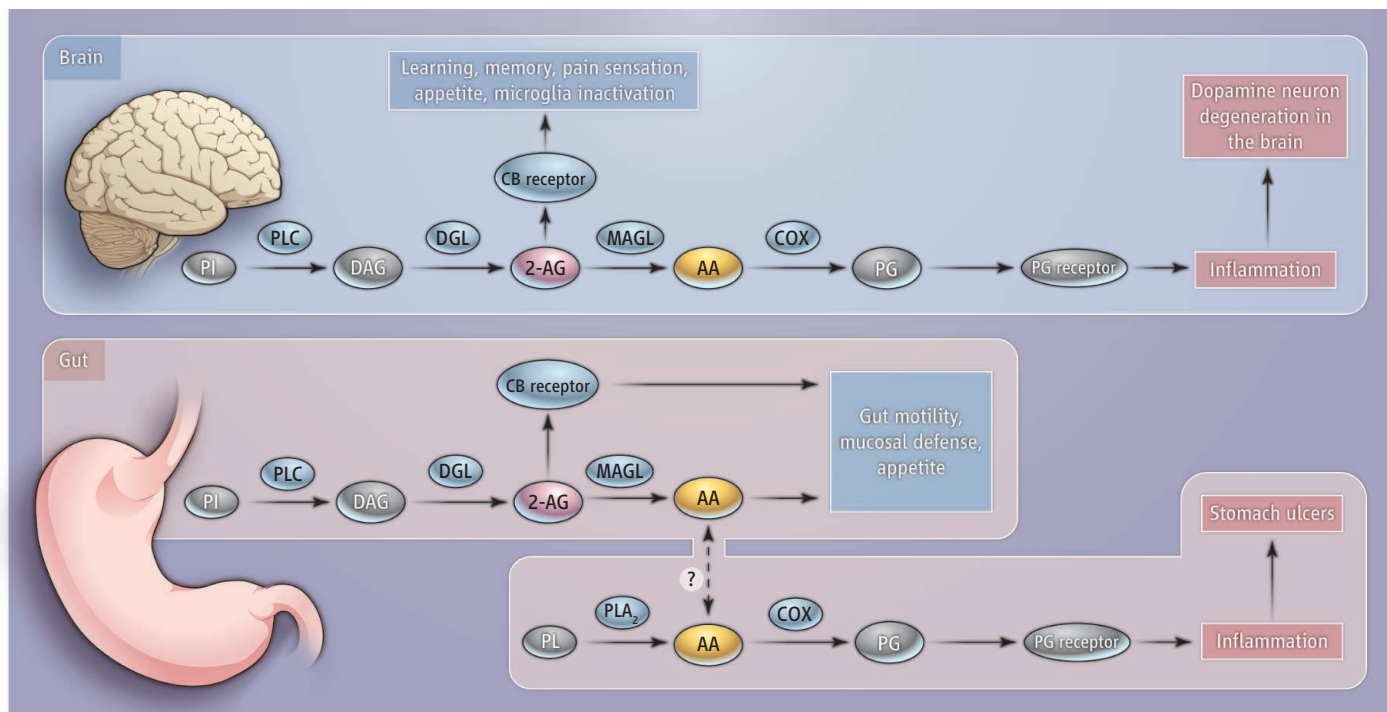 Brain
Learning, memory, pain sensation,
appetite, microglia inactivation
Dopamine neuron
degeneration in
the brain
CB receptor
PLC
DGL
MAGL
COX
PI
DAG
2-AG
AA
PG
PG receptor
Inflammation
Gut
CB receptor
Gut motility,
mucosal defense,
appetite
PLC
DGL
MAGL
PI
DAG
2-AG
AA
Stomach ulcers
?
PLA2
COX
PL
AA
PG
PG receptor
Inflammation